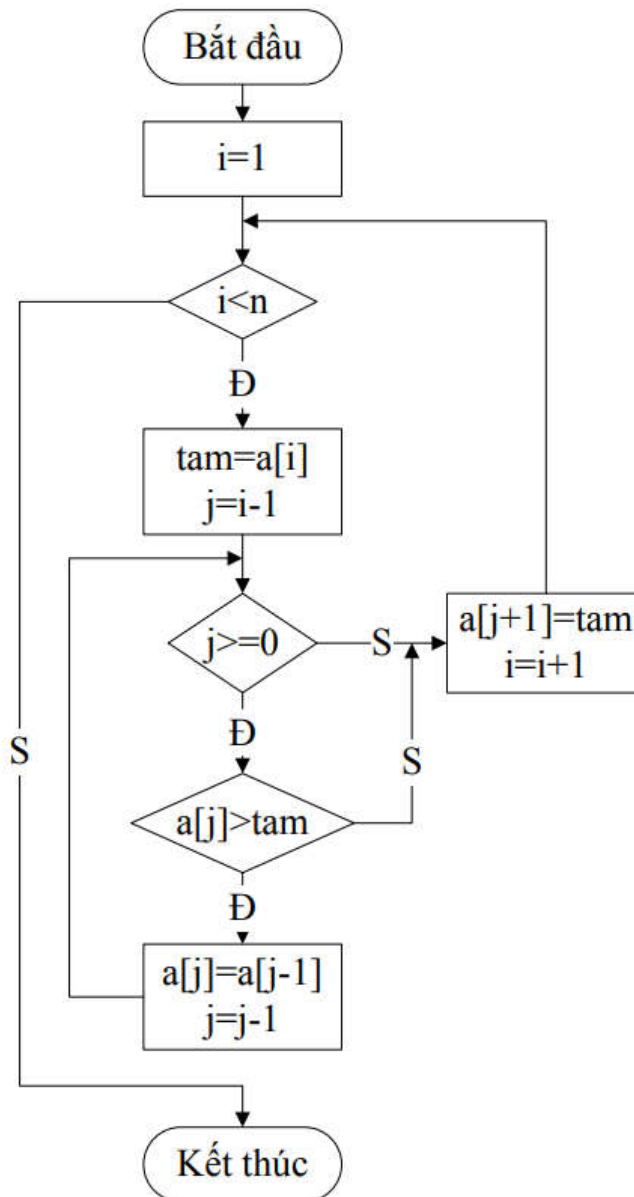 Bắt đầu
i=1
i<n
Đ
tam=a[i]
j=i-1
j>=0
S
a[j+1]=tam
i=i+1
Đ
S
S
a[j]>tam
Đ
a[j]=a[j-1]
j=j-1
Kết thúc